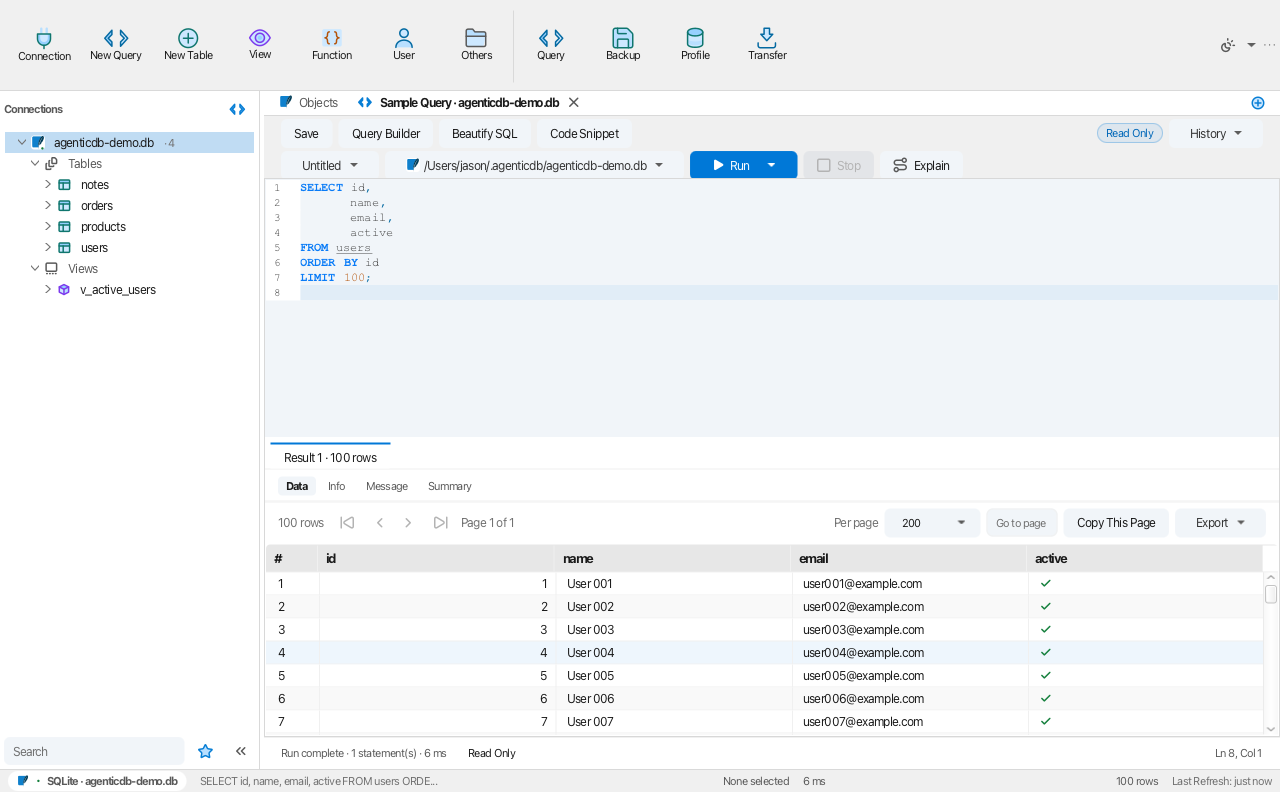 Connection
New Query
New Table
View
Function
User
Others
Query
Backup
Profile
Transfer
Connections
agenticdb-demo.db · 4
Tables
notes
orders
products
users
Views
v_active_users
Search
Objects
Sample Query · agenticdb-demo.db
Save
Query Builder
Beautify SQL
Code Snippet
Read Only
History
Untitled
/Users/jason/.agenticdb/agenticdb-demo.db
Run
Stop
Explain
1 SELECT id,
2 name,
3 email,
4 active
5 FROM users
6 ORDER BY id
7 LIMIT 100;
8
Result 1 · 100 rows
Data
Info
Message
Summary
100 rows
Page 1 of 1
Per page
200
Go to page
Copy This Page
Export
# id name email active
1 1 User 001 user001@example.com
2 2 User 002 user002@example.com
3 3 User 003 user003@example.com
4 4 User 004 user004@example.com
5 5 User 005 user005@example.com
6 6 User 006 user006@example.com
7 7 User 007 user007@example.com
Run complete · 1 statement(s) · 6 ms
Read Only
Ln 8, Col 1
SQLite · agenticdb-demo.db
SELECT id, name, email, active FROM users ORDE...
None selected
6 ms
100 rows
Last Refresh: just now